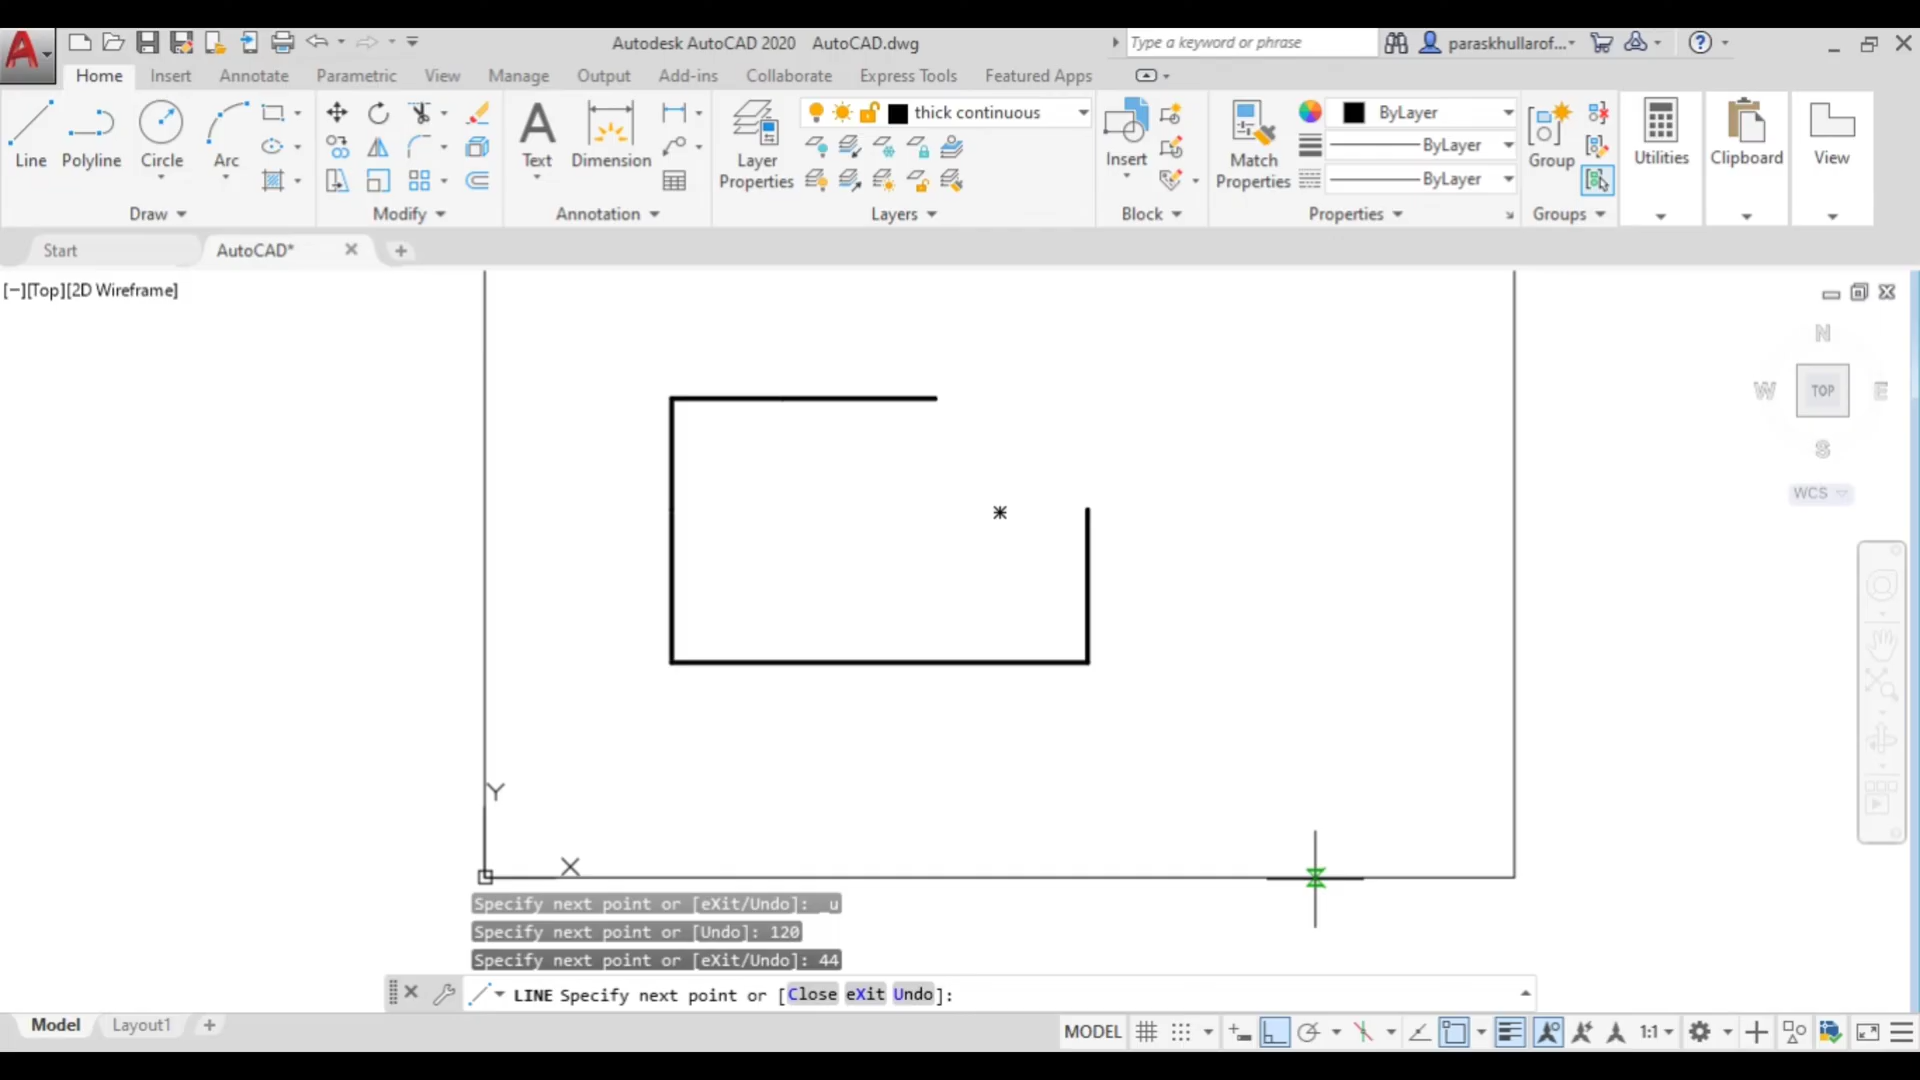 Autodesk AutoCAD 2020 AutoCAD.dwg
Type a keyword or phrase
paraskhullarof...
Home Insert Annotate Parametric View Manage Output Add-ins Collaborate Express Tools Featured Apps
thick continuous
ByLayer
ByLayer
ByLayer
Line Polyline Circle Arc
Text Dimension
Layer Properties
Insert
Match Properties
Group
Utilities Clipboard View
Draw Modify Annotation Layers Block Properties Groups
Start AutoCAD*
[−][Top][2D Wireframe]
N
W TOP E
S
WCS
Y
X
Specify next point or [eXit/Undo]: _u
Specify next point or [Undo]: 120
Specify next point or [eXit/Undo]: 44
LINE Specify next point or [Close eXit Undo]:
Model Layout1
MODEL 1:1